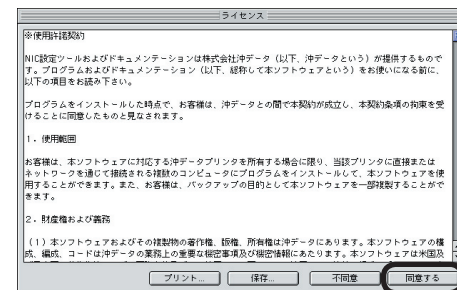 ライセンス
※使用許諾契約
NIC設定ツールおよびドキュメンテーションは株式会社沖データ（以下、沖データという）が提供するもので
す。プログラムおよびドキュメンテーション（以下、総称して本ソフトウェアという）をお使いになる前に、
以下の項目をお読み下さい。
プログラムをインストールした時点で、お客様は、沖データとの間で本契約が成立し、本契約条項の拘束を受
けることに同意したものと見なされます。
1．使用範囲
お客様は、本ソフトウェアに対応する沖データプリンタを所有する場合に限り、当該プリンタに直接または
ネットワークを通じて接続される複数のコンピュータにプログラムをインストールして、本ソフトウェアを使
用することができます。また、お客様は、バックアップの目的として本ソフトウェアを一部複製することがで
きます。
2．財産権および義務
（1）本ソフトウェアおよびその複製物の著作権、版権、所有権は沖データにあります。本ソフトウェアの構
成、編成、コードは沖データの業務上の重要な機密事項及び機密情報にあたります。本ソフトウェアは米国及
プリント...
保存...
不同意
同意する